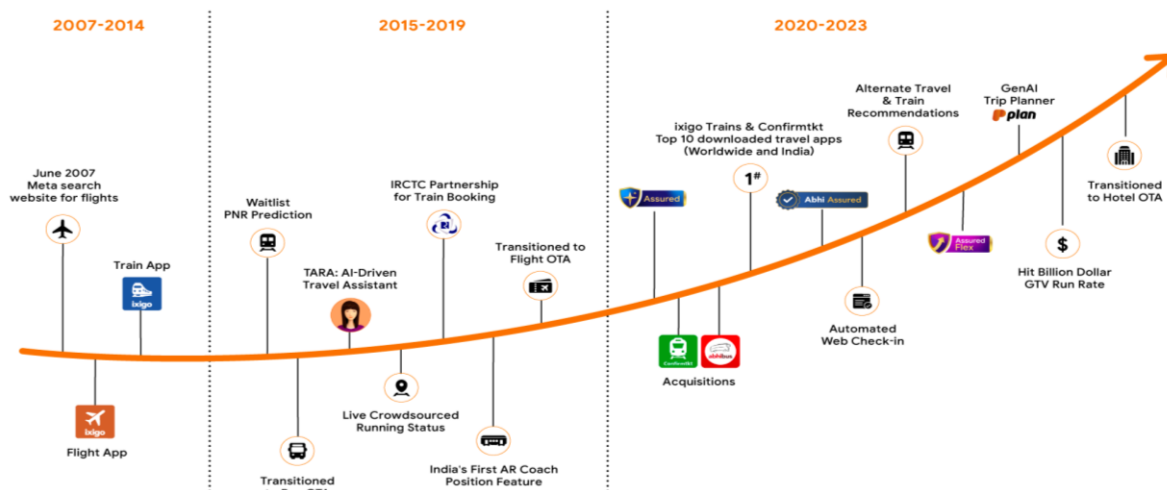 2007-2014
2015-2019
2020-2023
June 2007
Meta search
website for flights
Train App
ixigo
ixigo
Flight App
Waitlist
PNR Prediction
Transitioned
TARA: AI-Driven
Travel Assistant
Live Crowdsourced
Running Status
IRCTC Partnership
for Train Booking
India's First AR Coach
Position Feature
Transitioned to
Flight OTA
Assured
Confirmtkt
abhibus
Acquisitions
ixigo Trains & Confirmtkt
Top 10 downloaded travel apps
(Worldwide and India)
1#
Abhi Assured
Automated
Web Check-in
Alternate Travel
& Train
Recommendations
Assured
Flex
GenAI
Trip Planner
plan
$
Hit Billion Dollar
GTV Run Rate
Transitioned
to Hotel OTA